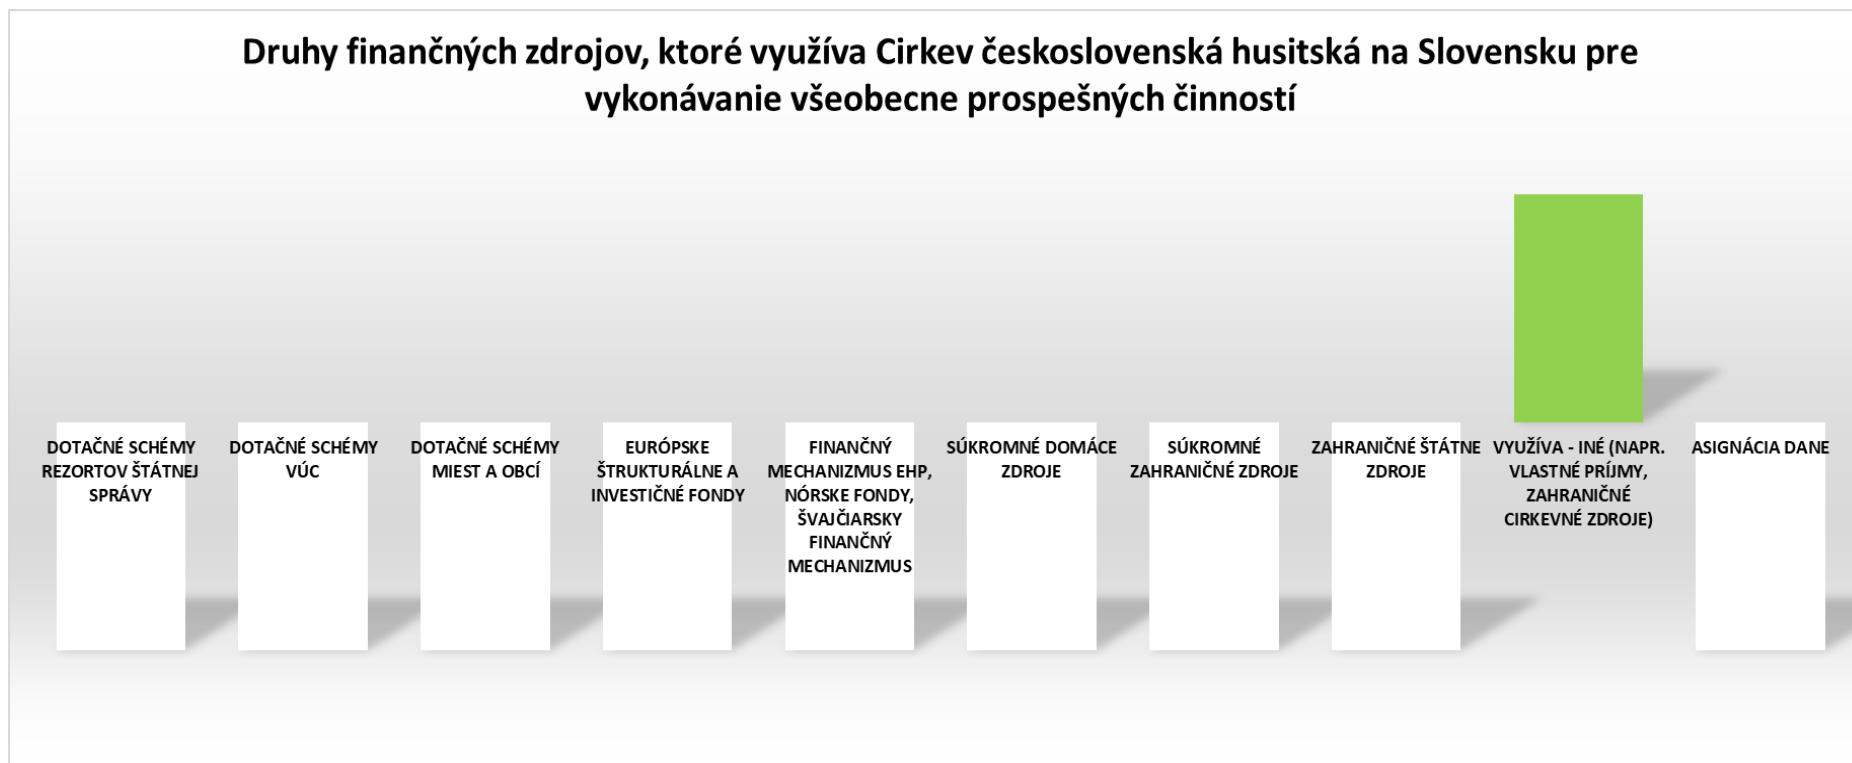 Druhy finančných zdrojov, ktoré využíva Cirkev československá husitská na Slovensku pre
vykonávanie všeobecne prospešných činností
DOTAČNÉ SCHÉMY
REZORTOV ŠTÁTNEJ
SPRÁVY
DOTAČNÉ SCHÉMY
VÚC
DOTAČNÉ SCHÉMY
MIEST A OBCÍ
EURÓPSKE
ŠTRUKTURÁLNE A
INVESTIČNÉ FONDY
FINANČNÝ
MECHANIZMUS EHP,
NÓRSKE FONDY,
ŠVAJČIARSKY
FINANČNÝ
MECHANIZMUS
SÚKROMNÉ DOMÁCE
ZDROJE
SÚKROMNÉ
ZAHRANIČNÉ ZDROJE
ZAHRANIČNÉ ŠTÁTNE
ZDROJE
VYUŽÍVA - INÉ (NAPR.
VLASTNÉ PRÍJMY,
ZAHRANIČNÉ
CIRKEVNÉ ZDROJE)
ASIGNÁCIA DANE